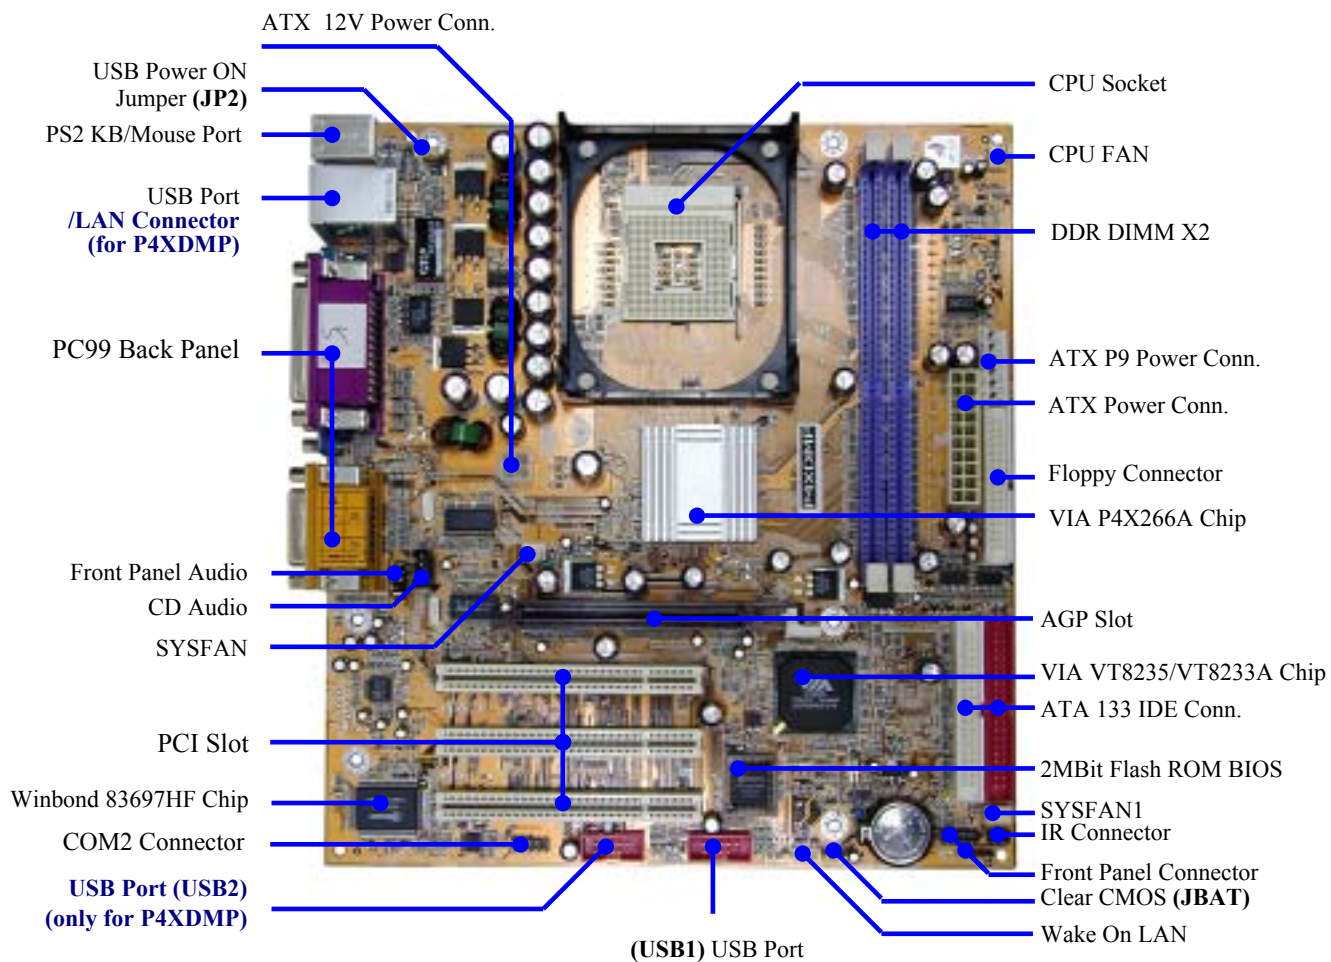 ATX 12V Power Conn.
USB Power ON
Jumper (JP2)
PS2 KB/Mouse Port
USB Port
/LAN Connector
(for P4XDMP)
PC99 Back Panel
Front Panel Audio
CD Audio
SYSFAN
PCI Slot
Winbond 83697HF Chip
COM2 Connector
USB Port (USB2)
(only for P4XDMP)
(USB1) USB Port
CPU Socket
CPU FAN
DDR DIMM X2
ATX P9 Power Conn.
ATX Power Conn.
Floppy Connector
VIA P4X266A Chip
AGP Slot
VIA VT8235/VT8233A Chip
ATA 133 IDE Conn.
2MBit Flash ROM BIOS
SYSFAN1
IR Connector
Front Panel Connector
Clear CMOS (JBAT)
Wake On LAN
VIA